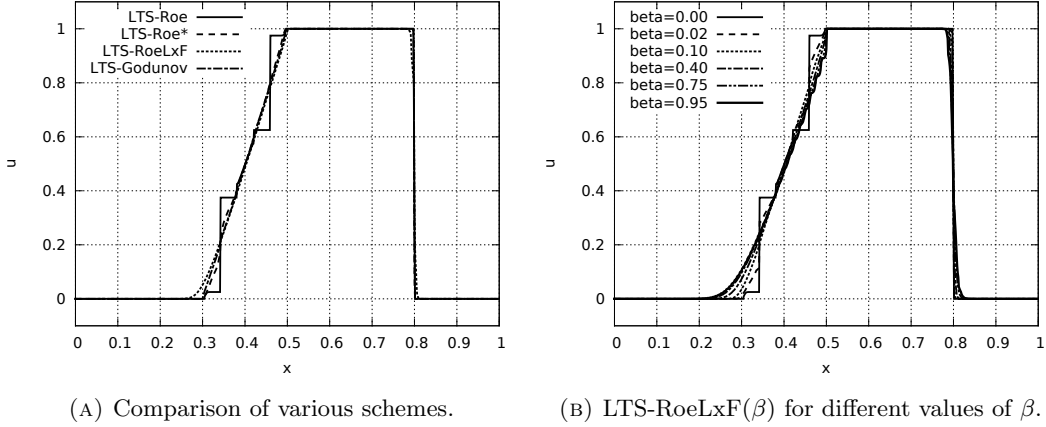 LTS-Roe
LTS-Roe*
LTS-RoeLxF
LTS-Godunov
1
0.8
0.6
0.4
0.2
0
u
0 0.1 0.2 0.3 0.4 0.5 0.6 0.7 0.8 0.9 1
x
(A) Comparison of various schemes.
beta=0.00
beta=0.02
beta=0.10
beta=0.40
beta=0.75
beta=0.95
1
0.8
0.6
0.4
0.2
0
u
0 0.1 0.2 0.3 0.4 0.5 0.6 0.7 0.8 0.9 1
x
(B) LTS-RoeLxF(β) for different values of β.